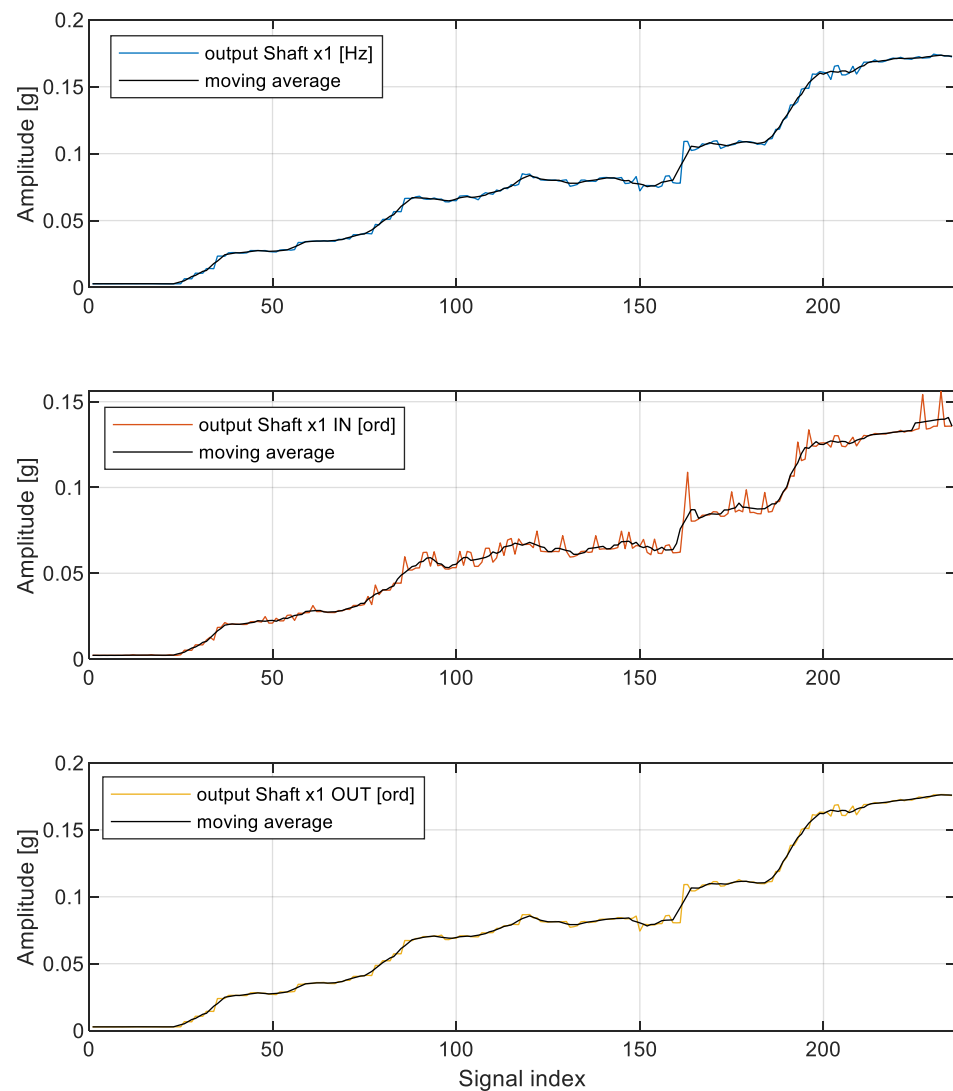 0.2
output Shaft x1 [Hz]
moving average
0.15
0.1
0.05
0
Amplitude [g]
0 50 100 150 200
0.15
output Shaft x1 IN [ord]
moving average
0.1
0.05
0
Amplitude [g]
0 50 100 150 200
0.2
output Shaft x1 OUT [ord]
moving average
0.15
0.1
0.05
0
Amplitude [g]
0 50 100 150 200
Signal index